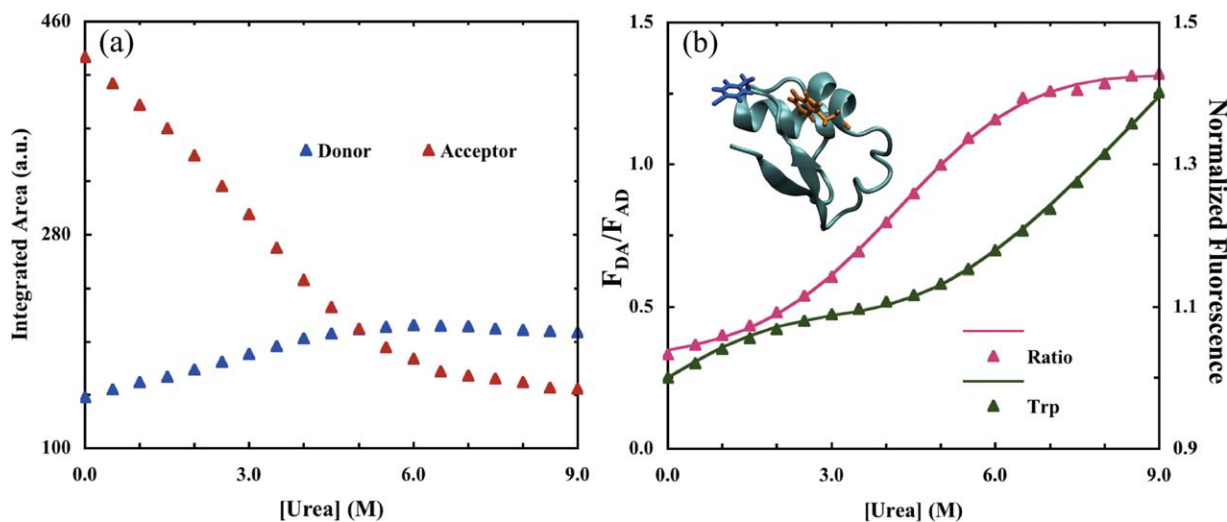 (a)
460
280
100
Integrated Area (a.u.)
Donor
Acceptor
0.0
3.0
6.0
9.0
[Urea] (M)
(b)
1.5
1.0
0.5
0.0
F_DA/F_AD
1.5
1.3
1.1
0.9
Normalized Fluorescence
Ratio
Trp
0.0
3.0
6.0
9.0
[Urea] (M)